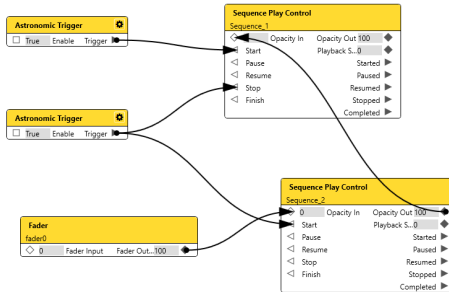 Astronomic Trigger
True Enable Trigger
Astronomic Trigger
True Enable Trigger
Fader
fader0
0 Fader Input Fader Out...100
Sequence Play Control
Sequence_1
Opacity In Opacity Out 100
Start Playback S...0
Pause Started
Resume Paused
Stop Resumed
Finish Stopped
Completed
Sequence Play Control
Sequence_2
0 Opacity In Opacity Out 100
Start Playback S...0
Pause Started
Resume Paused
Stop Resumed
Finish Stopped
Completed